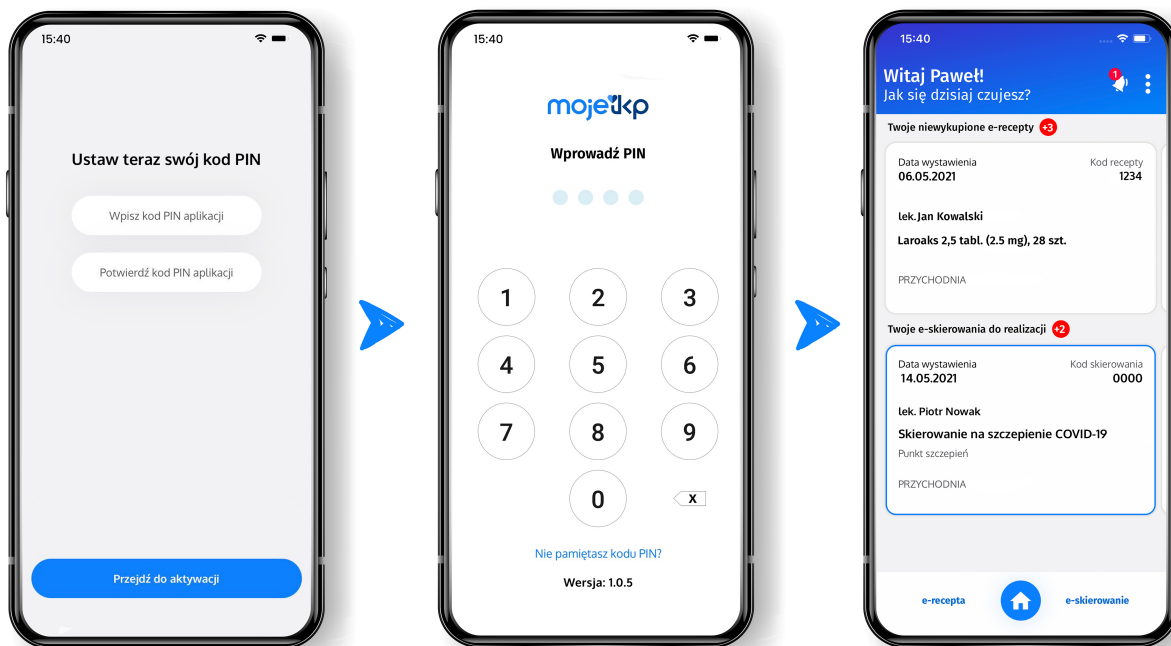 15:40
Ustaw teraz swój kod PIN
Wpisz kod PIN aplikacji
Potwierdź kod PIN aplikacji
Przejdź do aktywacji
15:40
mojeikp
Wprowadź PIN
1 2 3
4 5 6
7 8 9
0 X
Nie pamiętasz kodu PIN?
Wersja: 1.0.5
15:40
Witaj Paweł!
1
Jak się dzisiaj czujesz?
Twoje niewykupione e-recepty +3
Data wystawienia Kod recepty
06.05.2021 1234
lek. Jan Kowalski
Laroaks 2,5 tabl. (2.5 mg), 28 szt.
PRZYCHODNIA
Twoje e-skierowania do realizacji +2
Data wystawienia Kod skierowania
14.05.2021 0000
lek. Piotr Nowak
Skierowanie na szczepienie COVID-19
Punkt szczepień
PRZYCHODNIA
e-recepta e-skierowanie